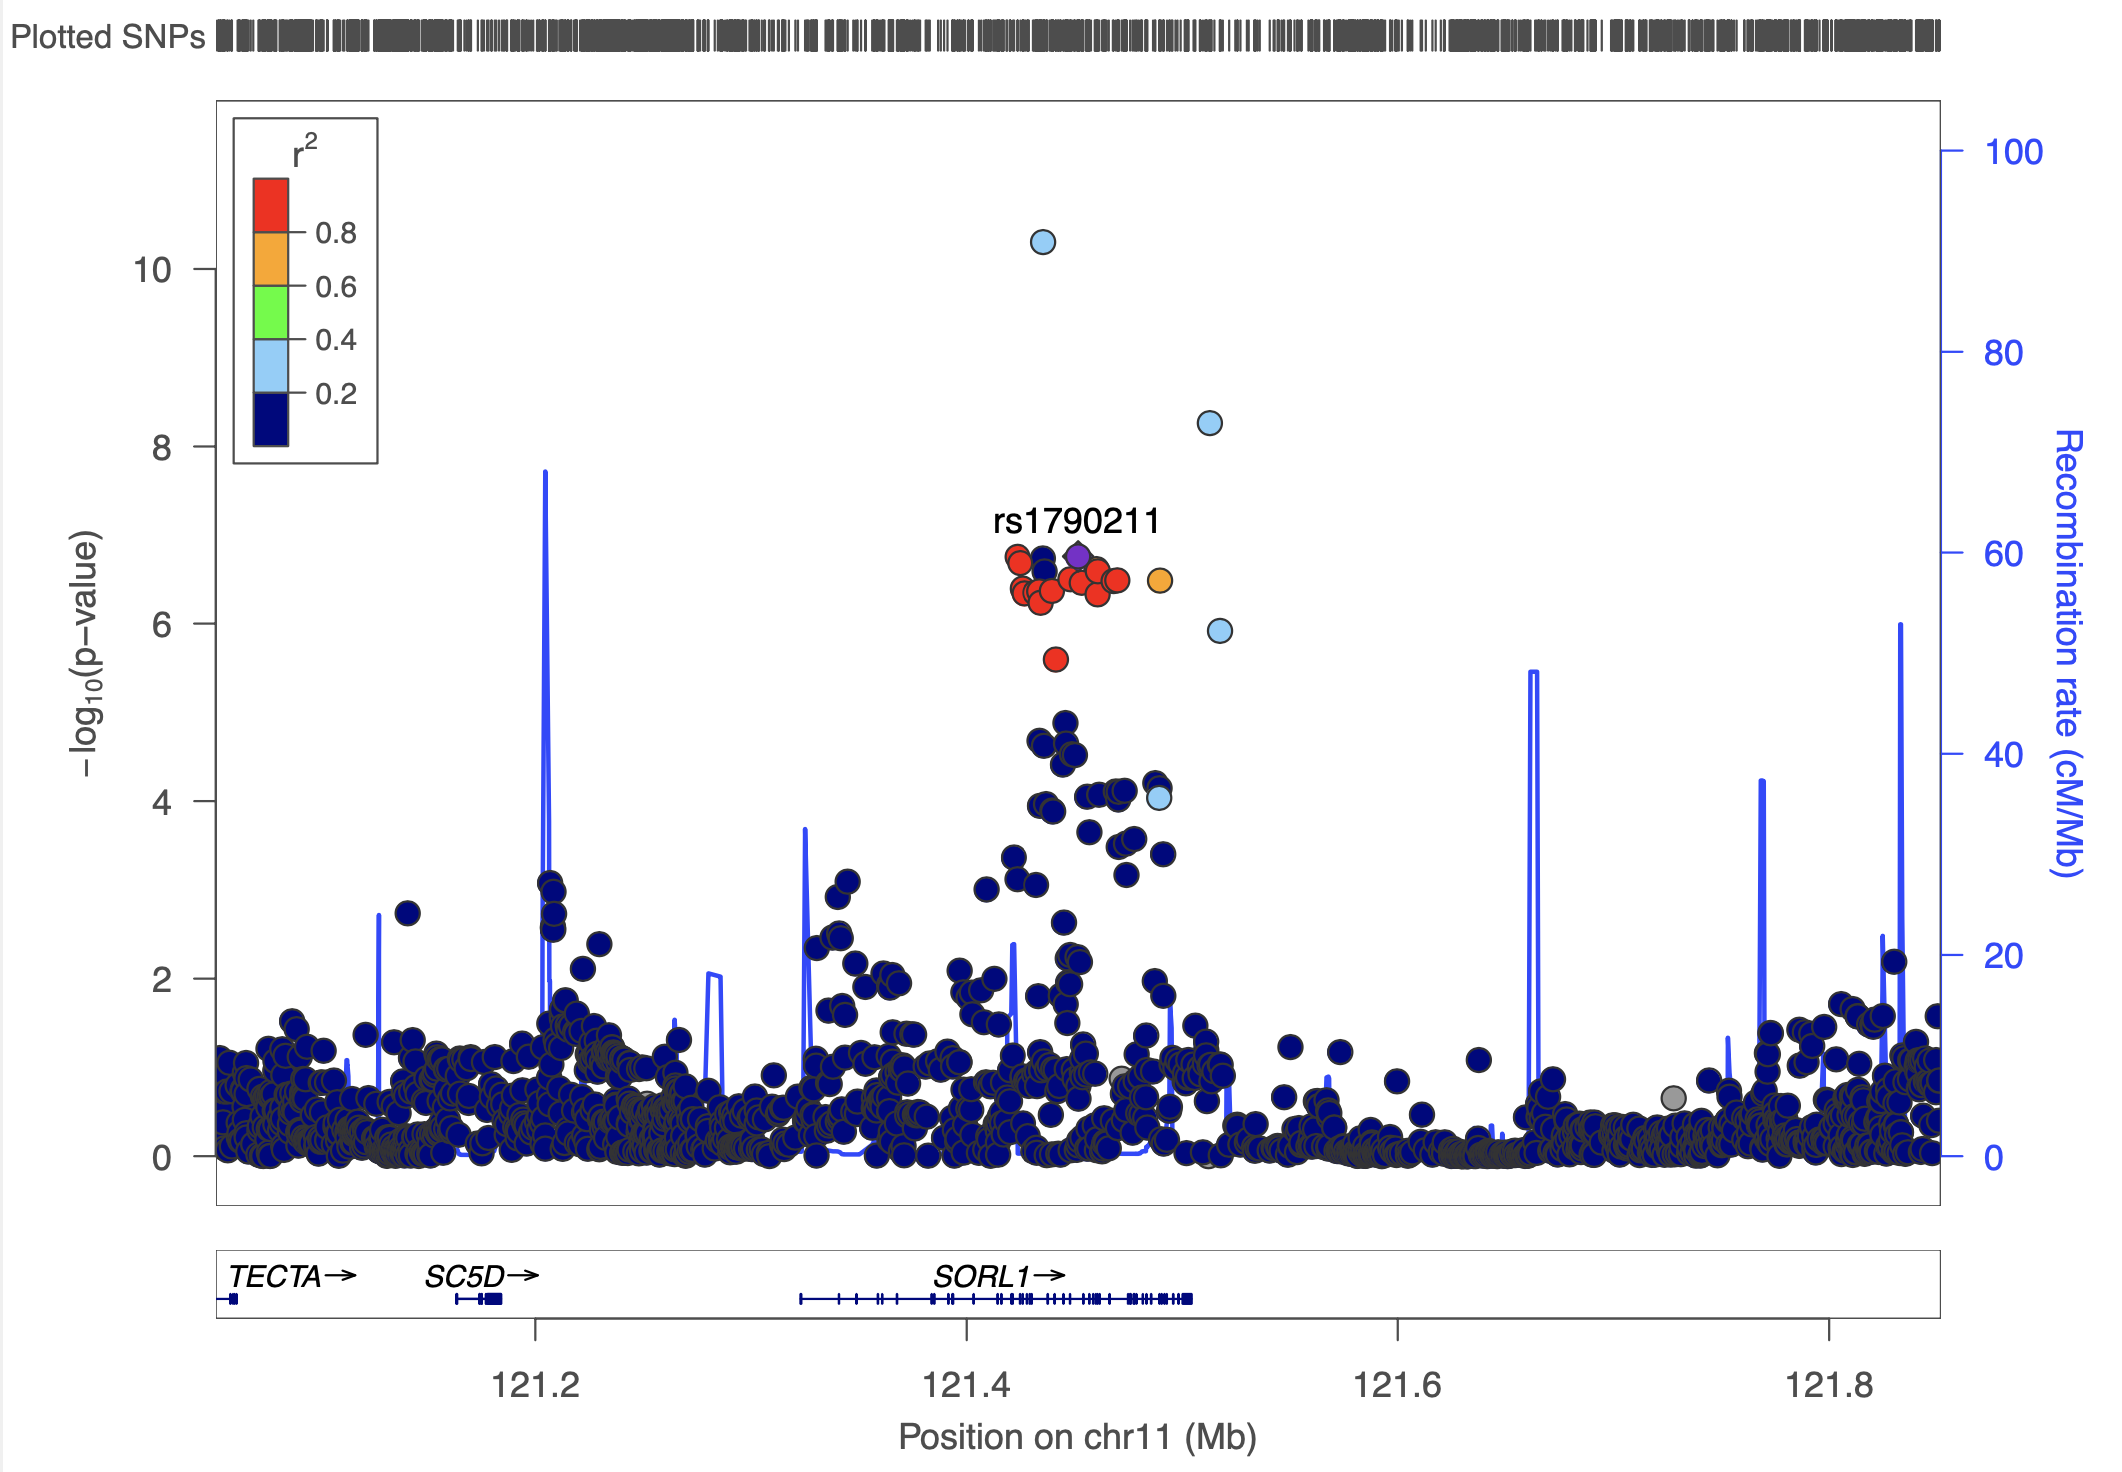 Plotted SNPs
r2
0.8
0.6
0.4
0.2
10
8
6
4
2
0
−log10(p−value)
100
80
60
40
20
0
Recombination rate (cM/Mb)
rs1790211
TECTA→
SC5D→
SORL1→
121.2
121.4
121.6
121.8
Position on chr11 (Mb)